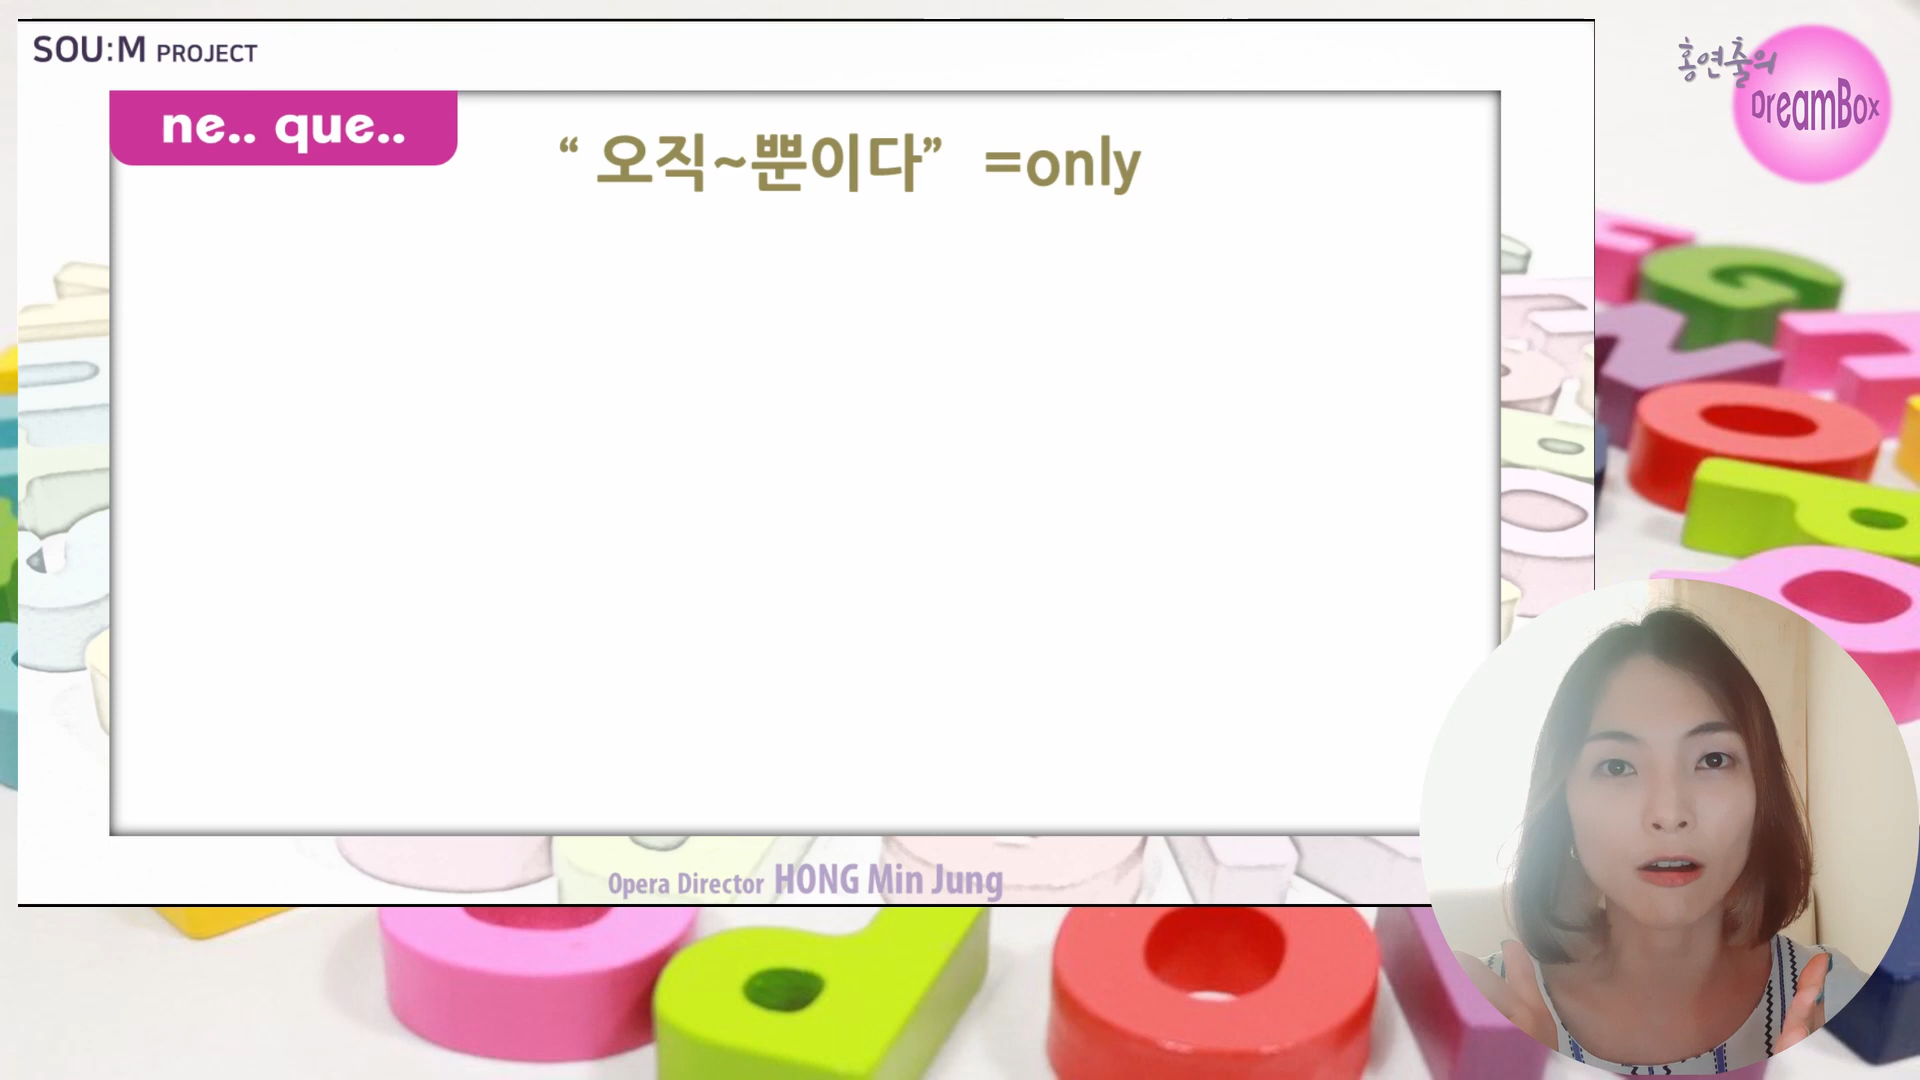 SOU:M PROJECT
홍연출의
DreamBox
ne.. que..
“ 오직~뿐이다” =only
Opera Director HONG Min Jung